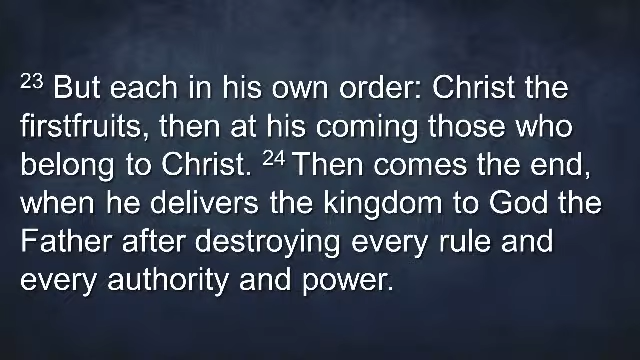 23 But each in his own order: Christ the
firstfruits, then at his coming those who
belong to Christ. 24 Then comes the end,
when he delivers the kingdom to God the
Father after destroying every rule and
every authority and power.